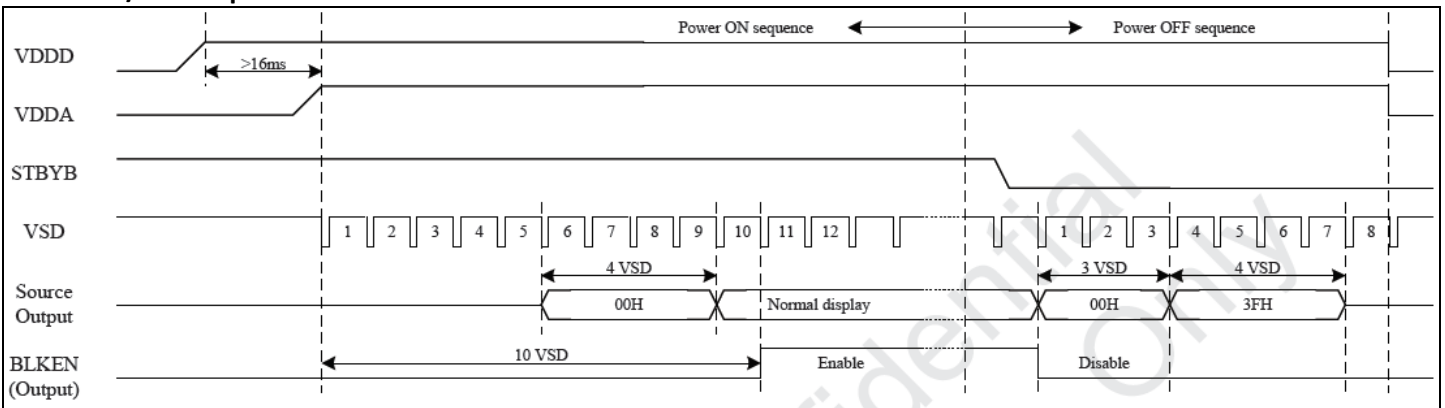 Power ON sequence
Power OFF sequence
VDDD
>16ms
VDDA
STBYB
VSD
1 2 3 4 5 6 7 8 9 10 11 12 1 2 3 4 5 6 7 8
4 VSD
3 VSD
4 VSD
Source
Output
00H
Normal display
00H
3FH
BLKEN
(Output)
10 VSD
Enable
Disable
Only